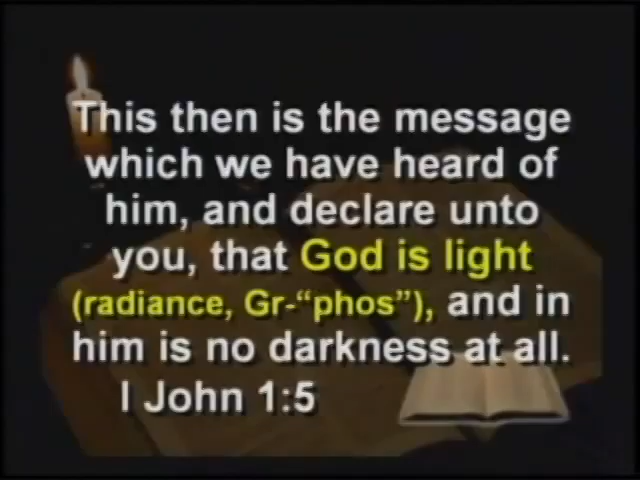 This then is the message
which we have heard of
him, and declare unto
you, that God is light
(radiance, Gr-“phos”), and in
him is no darkness at all.
I John 1:5